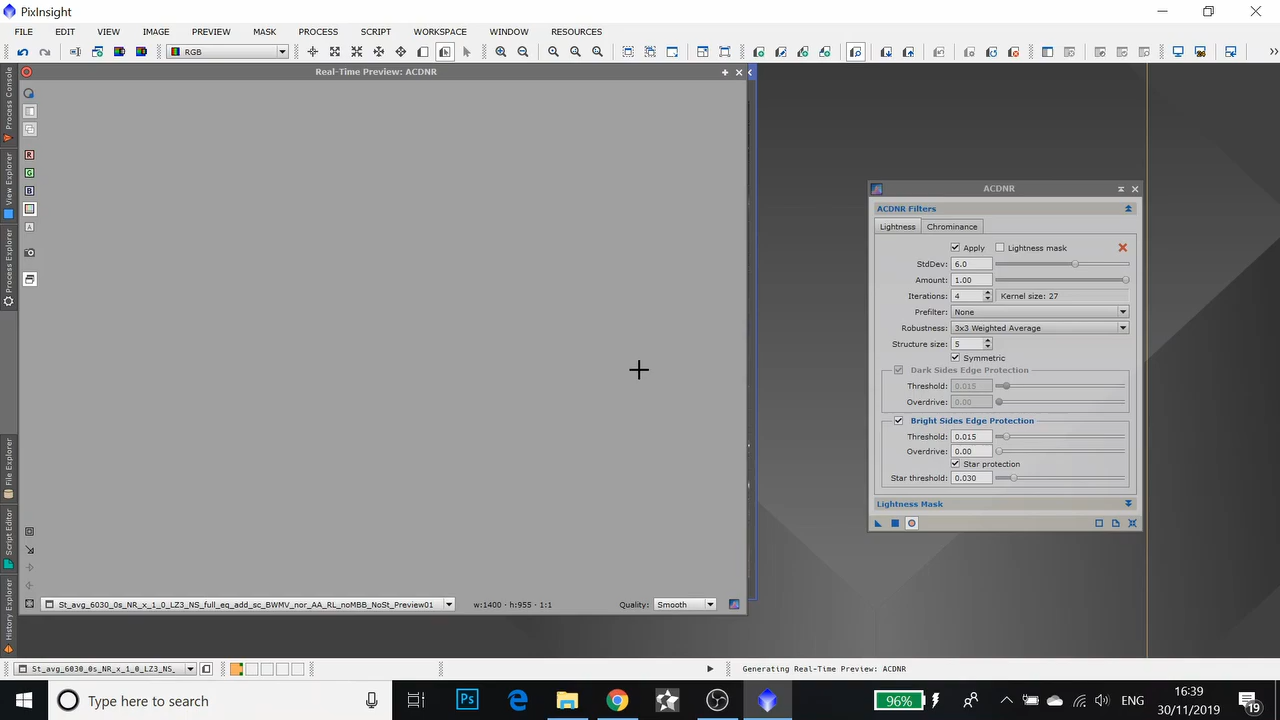 PixInsight
FILE EDIT VIEW IMAGE PROCESS SCRIPT WORKSPACE WINDOW RESOURCES
RGB
Real-Time Preview: ACDNR
Process Console
View Explorer
Process Explorer
File Explorer
Script Editor
History Explorer
R
G
B
A
ACDNR
ACDNR Filters
Lightness Chrominance
Apply Lightness mask
StdDev: 6.0
Amount: 1.00
Iterations: 4 Kernel size: 27
Prefilter: None
Robustness: 3x3 Weighted Average
Structure size: 5
Symmetric
Dark Sides Edge Protection
Threshold: 0.015
Overdrive: 0.00
Bright Sides Edge Protection
Threshold: 0.015
Overdrive: 0.00
Star protection
Star threshold: 0.030
Lightness Mask
St_avg_6030_0s_NR_x_1_0_LZ3_NS_full_eq_add_sc_BWMV_nor_AA_RL_noMBB_NoSt_Preview01 w:1400 · h:955 · 1:1 Quality: Smooth
St_avg_6030_0s_NR_x_1_0_LZ3_NS_ Generating Real-Time Preview: ACDNR
Type here to search
Ps
96%
ENG
16:39
30/11/2019
19